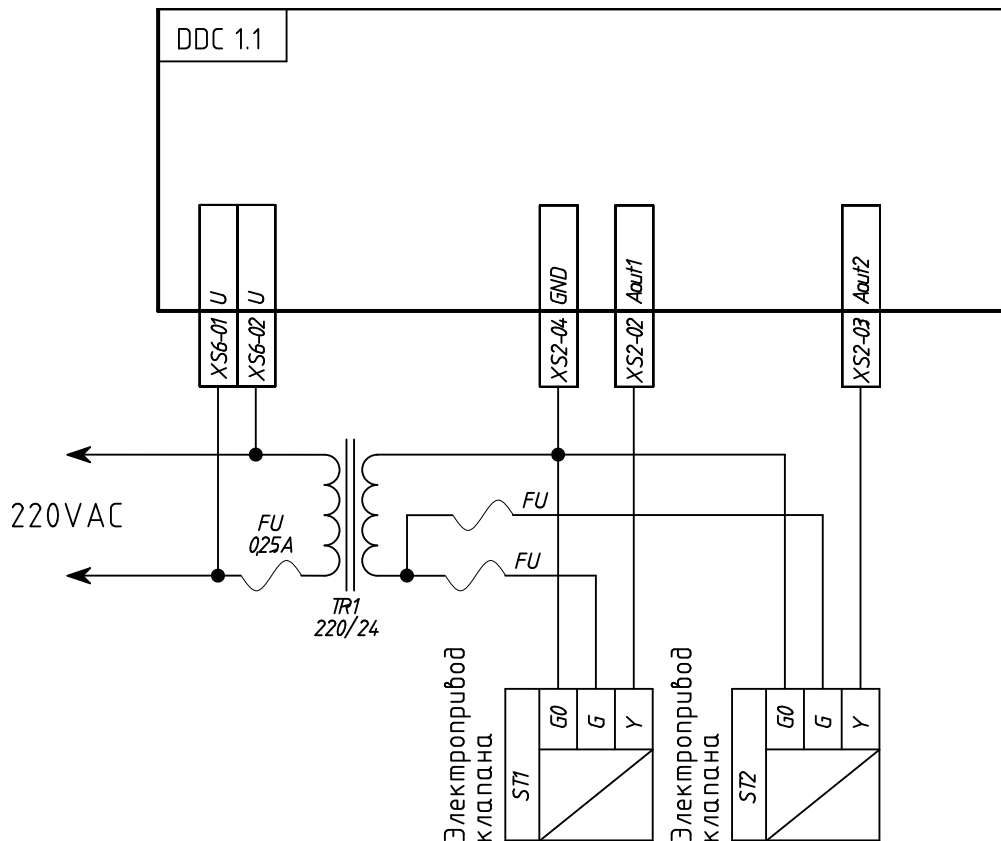 DDC 1.1
XS6-01 U
XS6-02 U
XS2-04 GND
XS2-02 Aout1
XS2-03 Aout2
220VAC
FU
0,25A
TR1
220/24
FU
FU
Электропривод
клапана
ST1
G0
G
Y
Электропривод
клапана
ST2
G0
G
Y